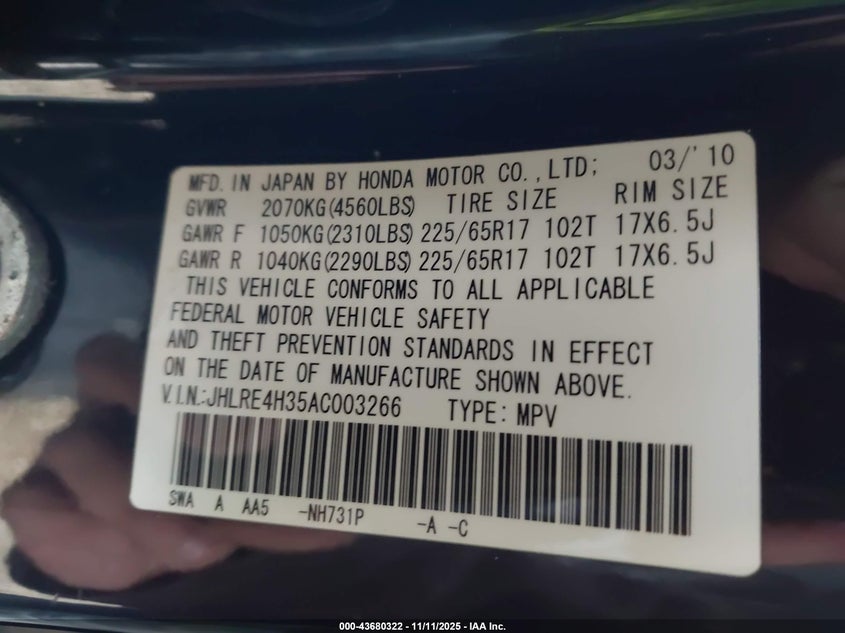 MFD. IN JAPAN BY HONDA MOTOR CO., LTD; 03/'10
GVWR 2070KG(4560LBS) TIRE SIZE RIM SIZE
GAWR F 1050KG(2310LBS) 225/65R17 102T 17X6.5J
GAWR R 1040KG(2290LBS) 225/65R17 102T 17X6.5J
THIS VEHICLE CONFORMS TO ALL APPLICABLE
FEDERAL MOTOR VEHICLE SAFETY
AND THEFT PREVENTION STANDARDS IN EFFECT
ON THE DATE OF MANUFACTURE SHOWN ABOVE.
V.I.N.:JHLRE4H35AC003266 TYPE: MPV
SWA A AA5 -NH731P -A -C
000-43680322 - 11/11/2025 - IAA Inc.